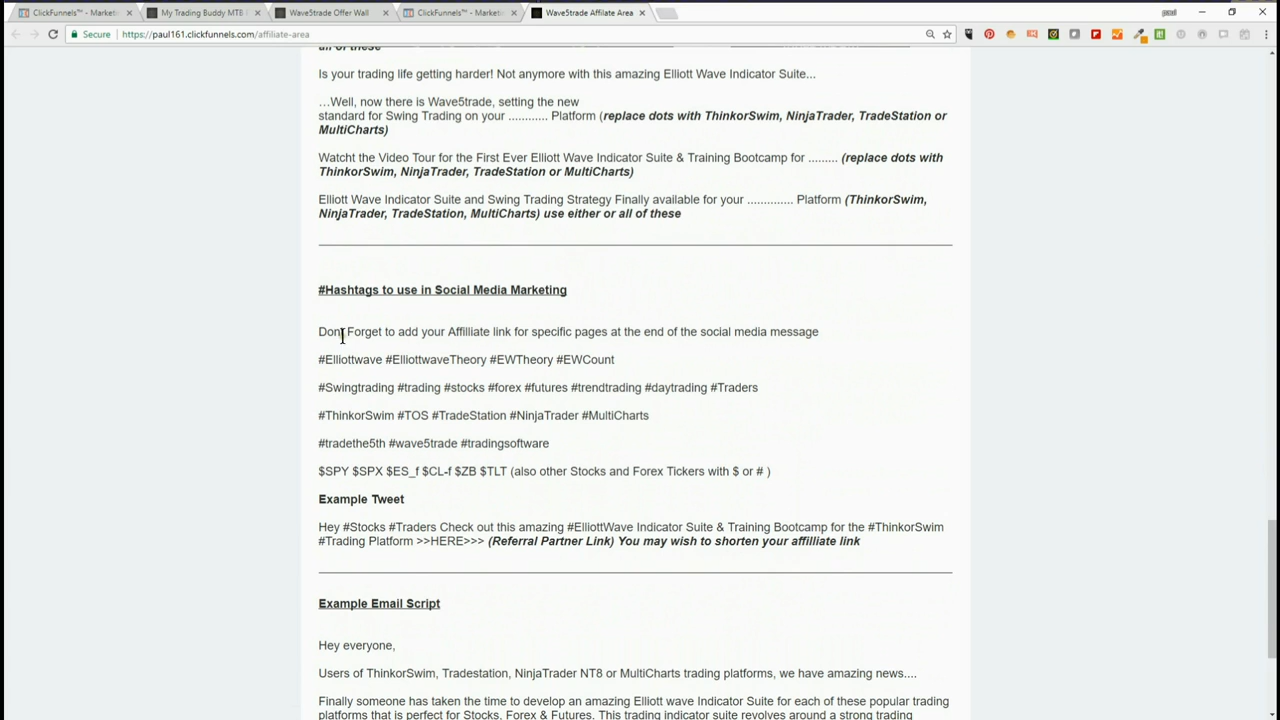 ClickFunnels™ - Market
My Trading Buddy MTB
Wave5trade Offer Wall
ClickFunnels™ - Market
Wave5trade Affilate Area
paul
Secure
https://paul161.clickfunnels.com/affiliate-area
all of these
Is your trading life getting harder! Not anymore with this amazing Elliott Wave Indicator Suite...
…Well, now there is Wave5trade, setting the new
standard for Swing Trading on your ............ Platform (replace dots with ThinkorSwim, NinjaTrader, TradeStation or
MultiCharts)
Watcht the Video Tour for the First Ever Elliott Wave Indicator Suite & Training Bootcamp for ......... (replace dots with
ThinkorSwim, NinjaTrader, TradeStation or MultiCharts)
Elliott Wave Indicator Suite and Swing Trading Strategy Finally available for your .............. Platform (ThinkorSwim,
NinjaTrader, TradeStation, MultiCharts) use either or all of these
#Hashtags to use in Social Media Marketing
Dont Forget to add your Affilliate link for specific pages at the end of the social media message
#Elliottwave #ElliottwaveTheory #EWTheory #EWCount
#Swingtrading #trading #stocks #forex #futures #trendtrading #daytrading #Traders
#ThinkorSwim #TOS #TradeStation #NinjaTrader #MultiCharts
#tradethe5th #wave5trade #tradingsoftware
$SPY $SPX $ES_f $CL-f $ZB $TLT (also other Stocks and Forex Tickers with $ or # )
Example Tweet
Hey #Stocks #Traders Check out this amazing #ElliottWave Indicator Suite & Training Bootcamp for the #ThinkorSwim
#Trading Platform >>HERE>>> (Referral Partner Link) You may wish to shorten your affilliate link
Example Email Script
Hey everyone,
Users of ThinkorSwim, Tradestation, NinjaTrader NT8 or MultiCharts trading platforms, we have amazing news....
Finally someone has taken the time to develop an amazing Elliott wave Indicator Suite for each of these popular trading
platforms that is perfect for Stocks, Forex & Futures. This trading indicator suite revolves around a strong trading